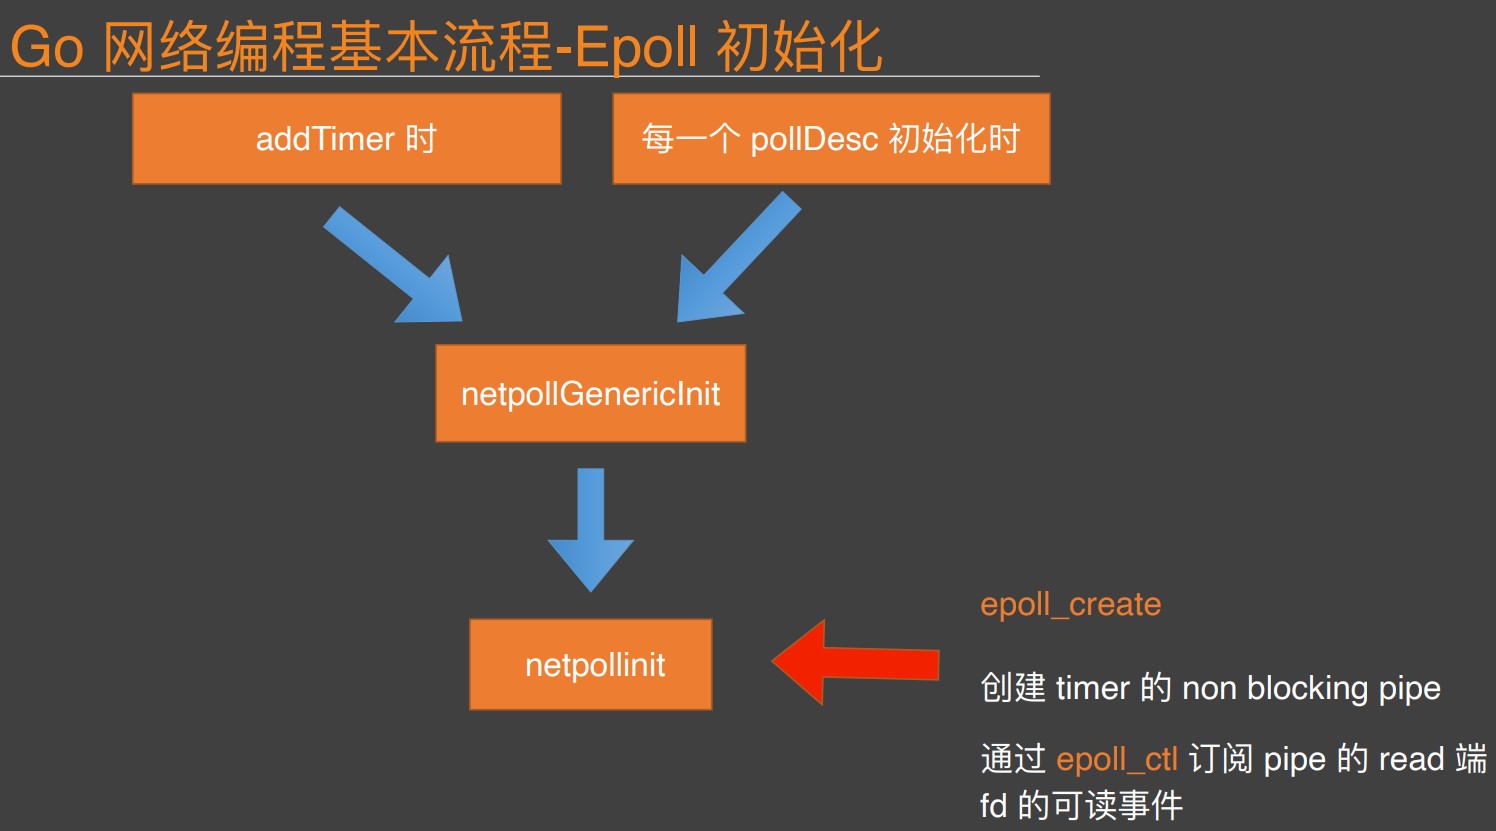 Go 网络编程基本流程-Epoll 初始化
addTimer 时
每一个 pollDesc 初始化时
netpollGenericInit
netpollinit
epoll_create
创建 timer 的 non blocking pipe
通过 epoll_ctl 订阅 pipe 的 read 端
fd 的可读事件